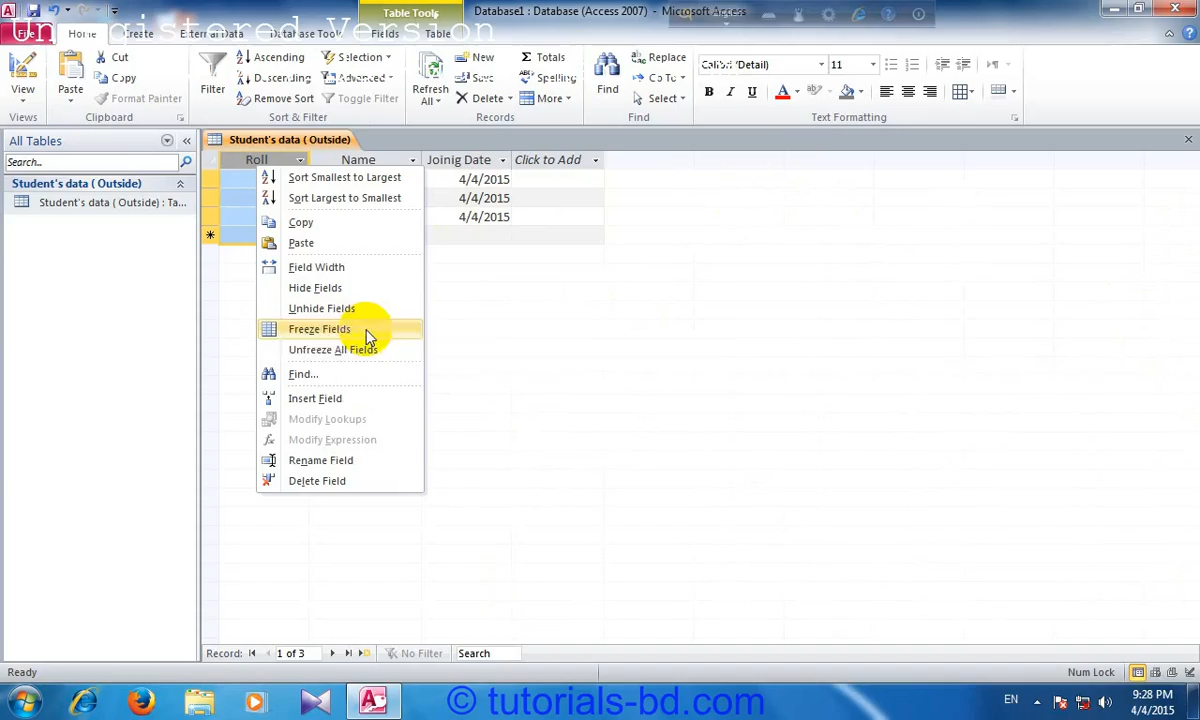 Table Tools
Database1 : Database (Access 2007) - Microsoft Access
Unregistered Version
File
Home
Create
External Data
Database Tools
Fields
Table
View
Views
Paste
Cut
Copy
Format Painter
Clipboard
Filter
Ascending
Descending
Remove Sort
Selection
Advanced
Toggle Filter
Sort & Filter
Refresh All
New
Save
Delete
Totals
Spelling
More
Records
Find
Replace
Go To
Select
Find
Calibri (Detail)
11
B I U
Text Formatting
All Tables
Search...
Student's data ( Outside)
Student's data ( Outside) : Ta...
Student's data ( Outside)
Roll Name Joinig Date Click to Add
4/4/2015
4/4/2015
4/4/2015
Sort Smallest to Largest
Sort Largest to Smallest
Copy
Paste
Field Width
Hide Fields
Unhide Fields
Freeze Fields
Unfreeze All Fields
Find...
Insert Field
Modify Lookups
Modify Expression
Rename Field
Delete Field
Record: 1 of 3 No Filter Search
Ready
Num Lock
© tutorials-bd.com
EN
9:28 PM
4/4/2015